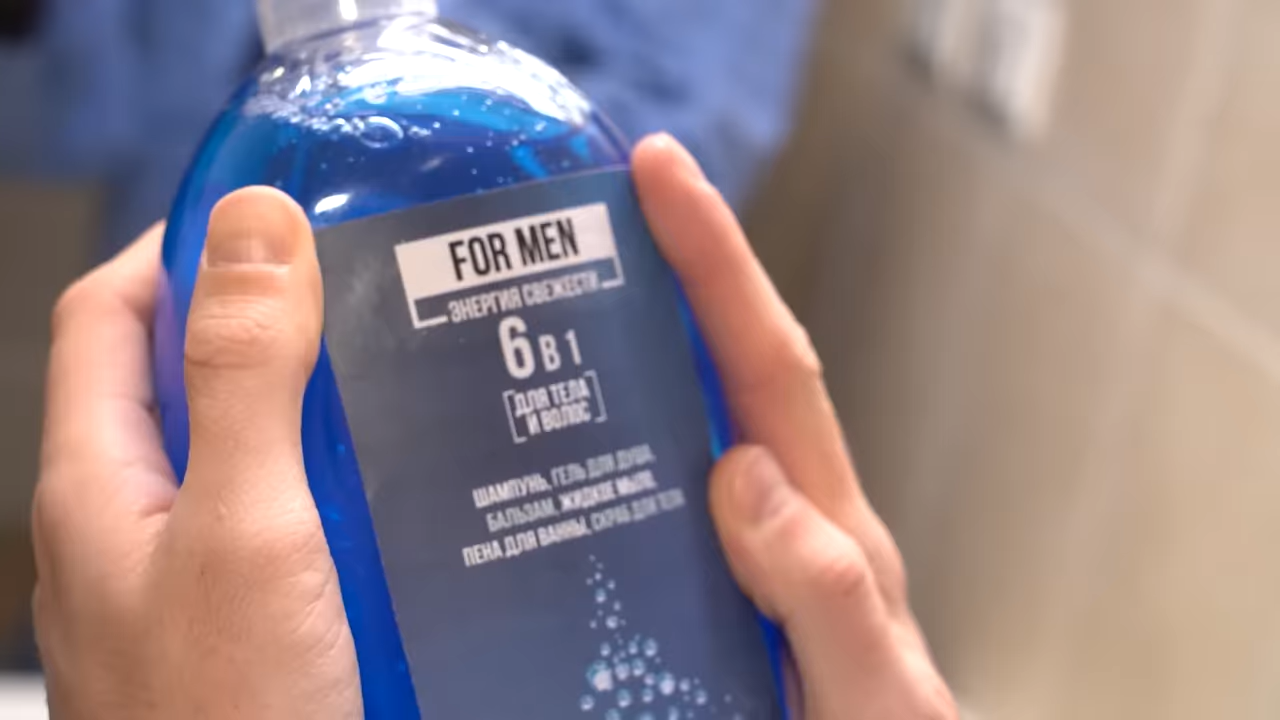 FOR MEN
ЭНЕРГИЯ СВЕЖЕСТИ
6 В 1
ДЛЯ ТЕЛА
И ВОЛОС
ШАМПУНЬ, ГЕЛЬ ДЛЯ ДУША,
БАЛЬЗАМ, ЖИДКОЕ МЫЛО,
ПЕНА ДЛЯ ВАННЫ, СКРАБ ДЛЯ ТЕЛА